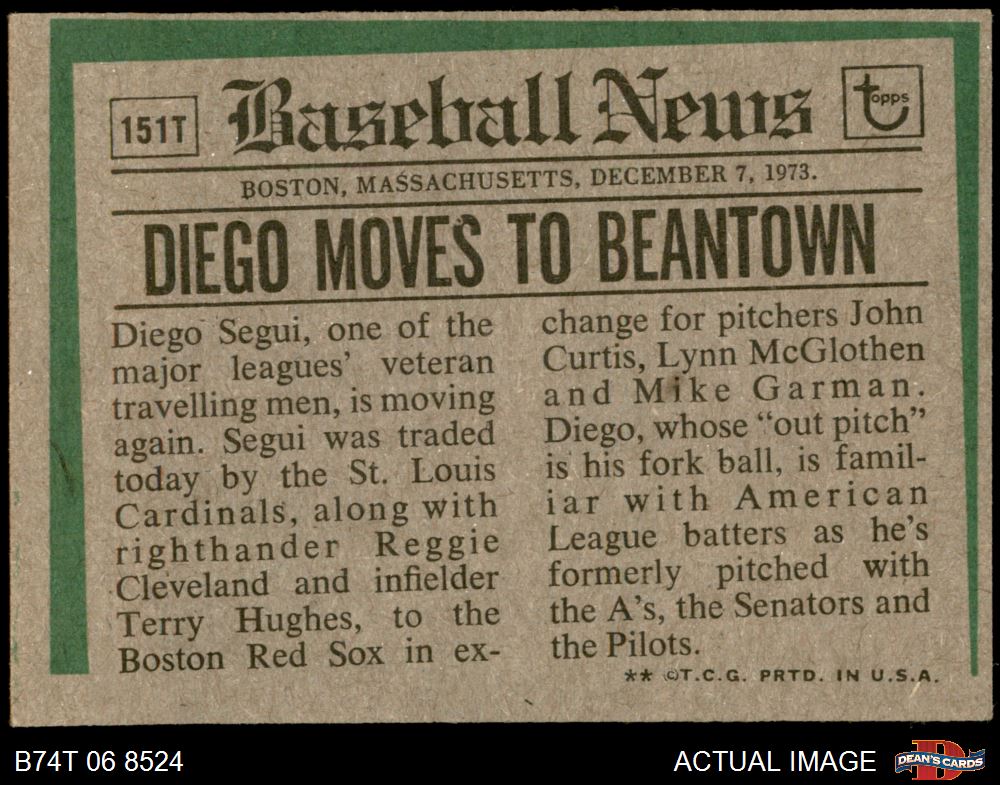 151T
Baseball News
topps
BOSTON, MASSACHUSETTS, DECEMBER 7, 1973.
DIEGO MOVES TO BEANTOWN
Diego Segui, one of the
major leagues' veteran
travelling men, is moving
again. Segui was traded
today by the St. Louis
Cardinals, along with
righthander Reggie
Cleveland and infielder
Terry Hughes, to the
Boston Red Sox in ex-
change for pitchers John
Curtis, Lynn McGlothen
and Mike Garman.
Diego, whose “out pitch”
is his fork ball, is famil-
iar with American
League batters as he's
formerly pitched with
the A's, the Senators and
the Pilots.
** ©T.C.G. PRTD. IN U.S.A.
B74T 06 8524
ACTUAL IMAGE
DEAN'S CARDS